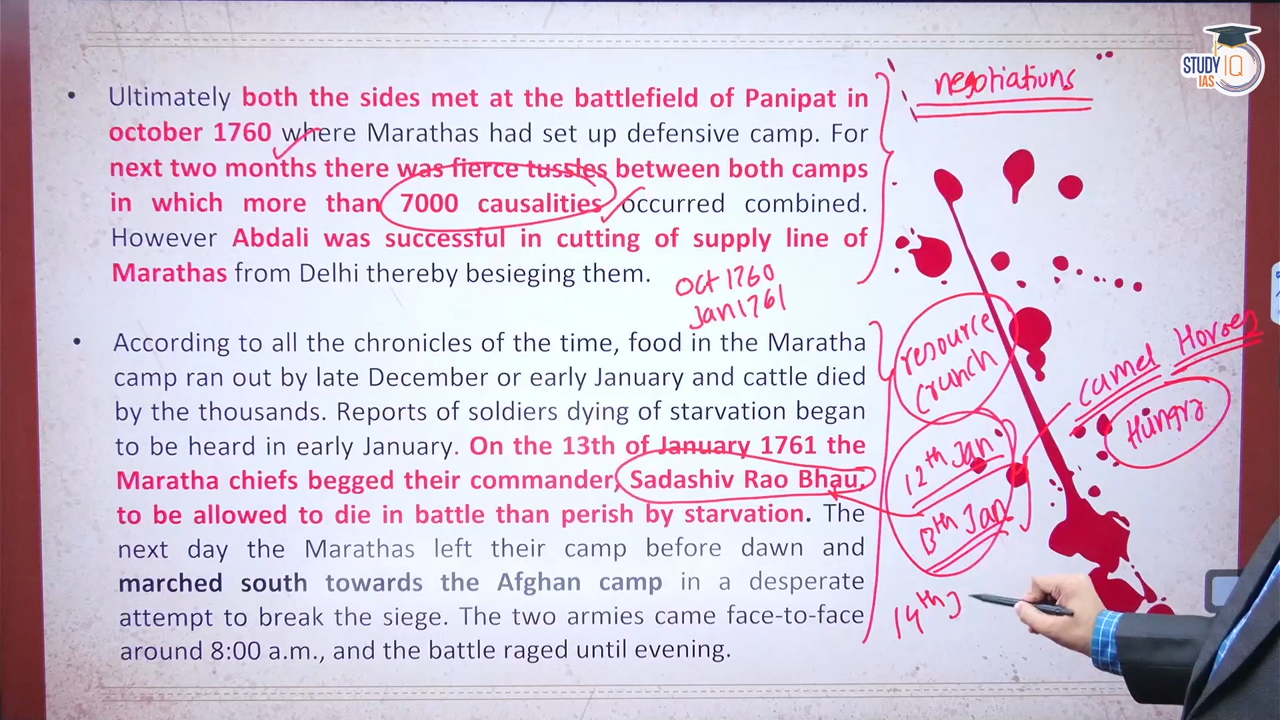 STUDY IQ
IAS
negotiations
• Ultimately both the sides met at the battlefield of Panipat in
october 1760 where Marathas had set up defensive camp. For
next two months there was fierce tussles between both camps
in which more than 7000 causalities occurred combined.
However Abdali was successful in cutting of supply line of
Marathas from Delhi thereby besieging them.
Oct 1760
Jan 1761
• According to all the chronicles of the time, food in the Maratha
camp ran out by late December or early January and cattle died
by the thousands. Reports of soldiers dying of starvation began
to be heard in early January. On the 13th of January 1761 the
Maratha chiefs begged their commander, Sadashiv Rao Bhau,
to be allowed to die in battle than perish by starvation. The
next day the Marathas left their camp before dawn and
marched south towards the Afghan camp in a desperate
attempt to break the siege. The two armies came face-to-face
around 8:00 a.m., and the battle raged until evening.
resource
crunch
camel
Hungry
12th Jan
13th Jan
14th J